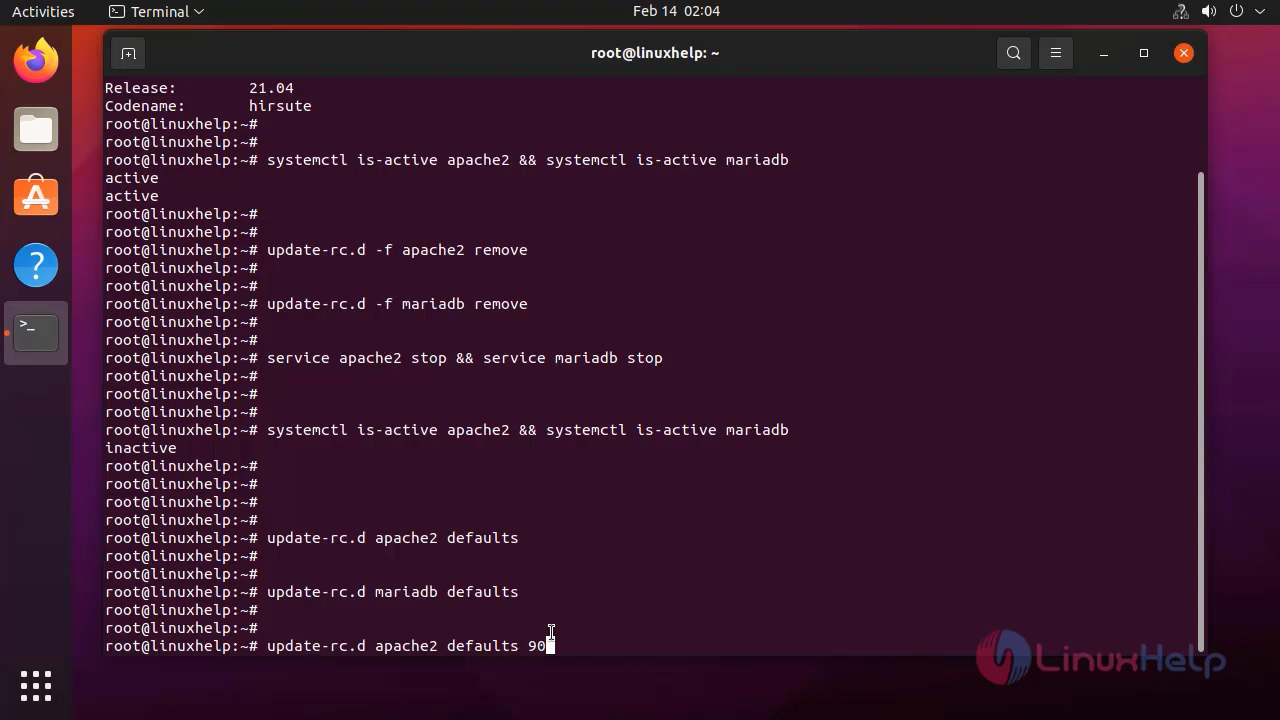 Activities
Terminal
Feb 14 02:04
root@linuxhelp: ~
Release: 21.04
Codename: hirsute
root@linuxhelp:~#
root@linuxhelp:~#
root@linuxhelp:~# systemctl is-active apache2 && systemctl is-active mariadb
active
active
root@linuxhelp:~#
root@linuxhelp:~#
root@linuxhelp:~# update-rc.d -f apache2 remove
root@linuxhelp:~#
root@linuxhelp:~#
root@linuxhelp:~# update-rc.d -f mariadb remove
root@linuxhelp:~#
root@linuxhelp:~#
root@linuxhelp:~# service apache2 stop && service mariadb stop
root@linuxhelp:~#
root@linuxhelp:~#
root@linuxhelp:~#
root@linuxhelp:~# systemctl is-active apache2 && systemctl is-active mariadb
inactive
root@linuxhelp:~#
root@linuxhelp:~#
root@linuxhelp:~#
root@linuxhelp:~#
root@linuxhelp:~# update-rc.d apache2 defaults
root@linuxhelp:~#
root@linuxhelp:~#
root@linuxhelp:~# update-rc.d mariadb defaults
root@linuxhelp:~#
root@linuxhelp:~#
root@linuxhelp:~# update-rc.d apache2 defaults 90
LinuxHelp